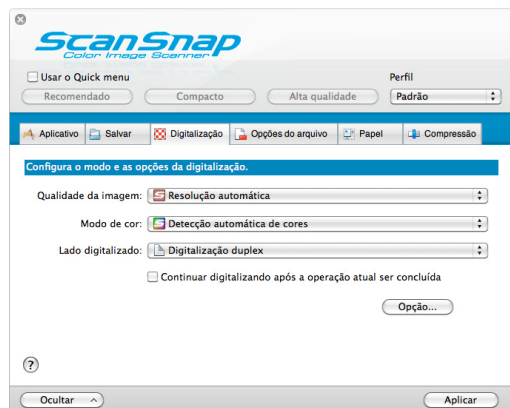 ScanSnap
Color Image Scanner
Usar o Quick menu
Perfil
Recomendado Compacto Alta qualidade Padrão
Aplicativo Salvar Digitalização Opções do arquivo Papel Compressão
Configura o modo e as opções da digitalização.
Qualidade da imagem: Resolução automática
Modo de cor: Detecção automática de cores
Lado digitalizado: Digitalização duplex
Continuar digitalizando após a operação atual ser concluída
Opção...
?
Ocultar Aplicar